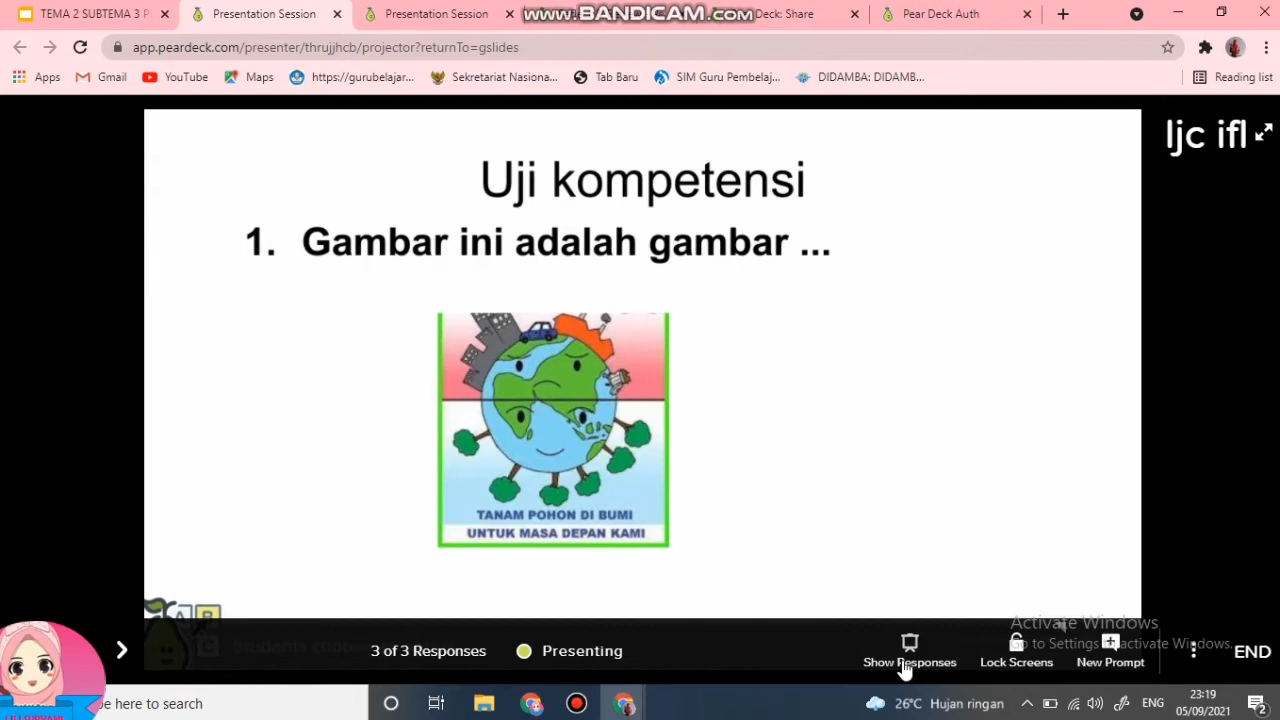 TEMA 2 SUBTEMA 3 P
Presentation Session
Presentation Session
www.BANDICAM.com
Deck: Share
Pear Deck Auth
app.peardeck.com/presenter/thrujjhcb/projector?returnTo=gslides
Apps
Gmail
YouTube
Maps
https://gurubelajar...
Sekretariat Nasiona...
Tab Baru
SIM Guru Pembelaj...
DIDAMBA: DIDAMB...
Reading list
ljc ifl
Uji kompetensi
1. Gambar ini adalah gambar ...
TANAM POHON DI BUMI
UNTUK MASA DEPAN KAMI
Activate Windows
Go to Settings to activate Windows.
3 of 3 Responses
Presenting
Show Responses
Lock Screens
New Prompt
END
here to search
26°C Hujan ringan
ENG
23:19
05/09/2021
2